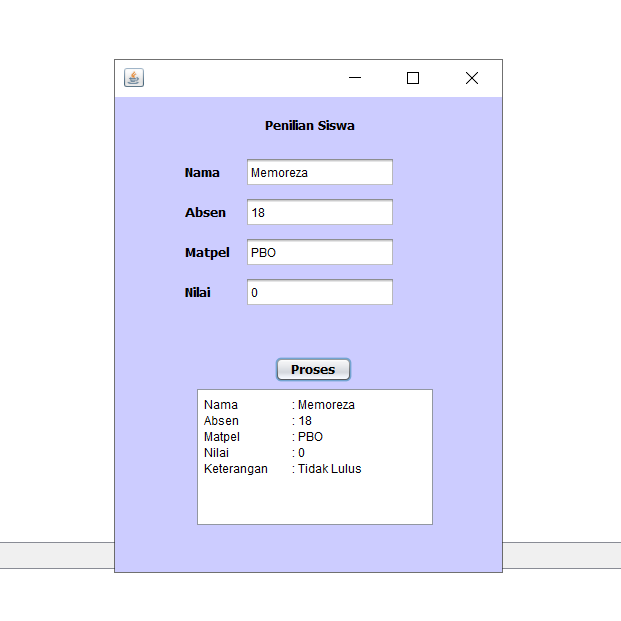 Penilian Siswa
Nama Memoreza
Absen 18
Matpel PBO
Nilai 0
Proses
Nama : Memoreza
Absen : 18
Matpel : PBO
Nilai : 0
Keterangan : Tidak Lulus